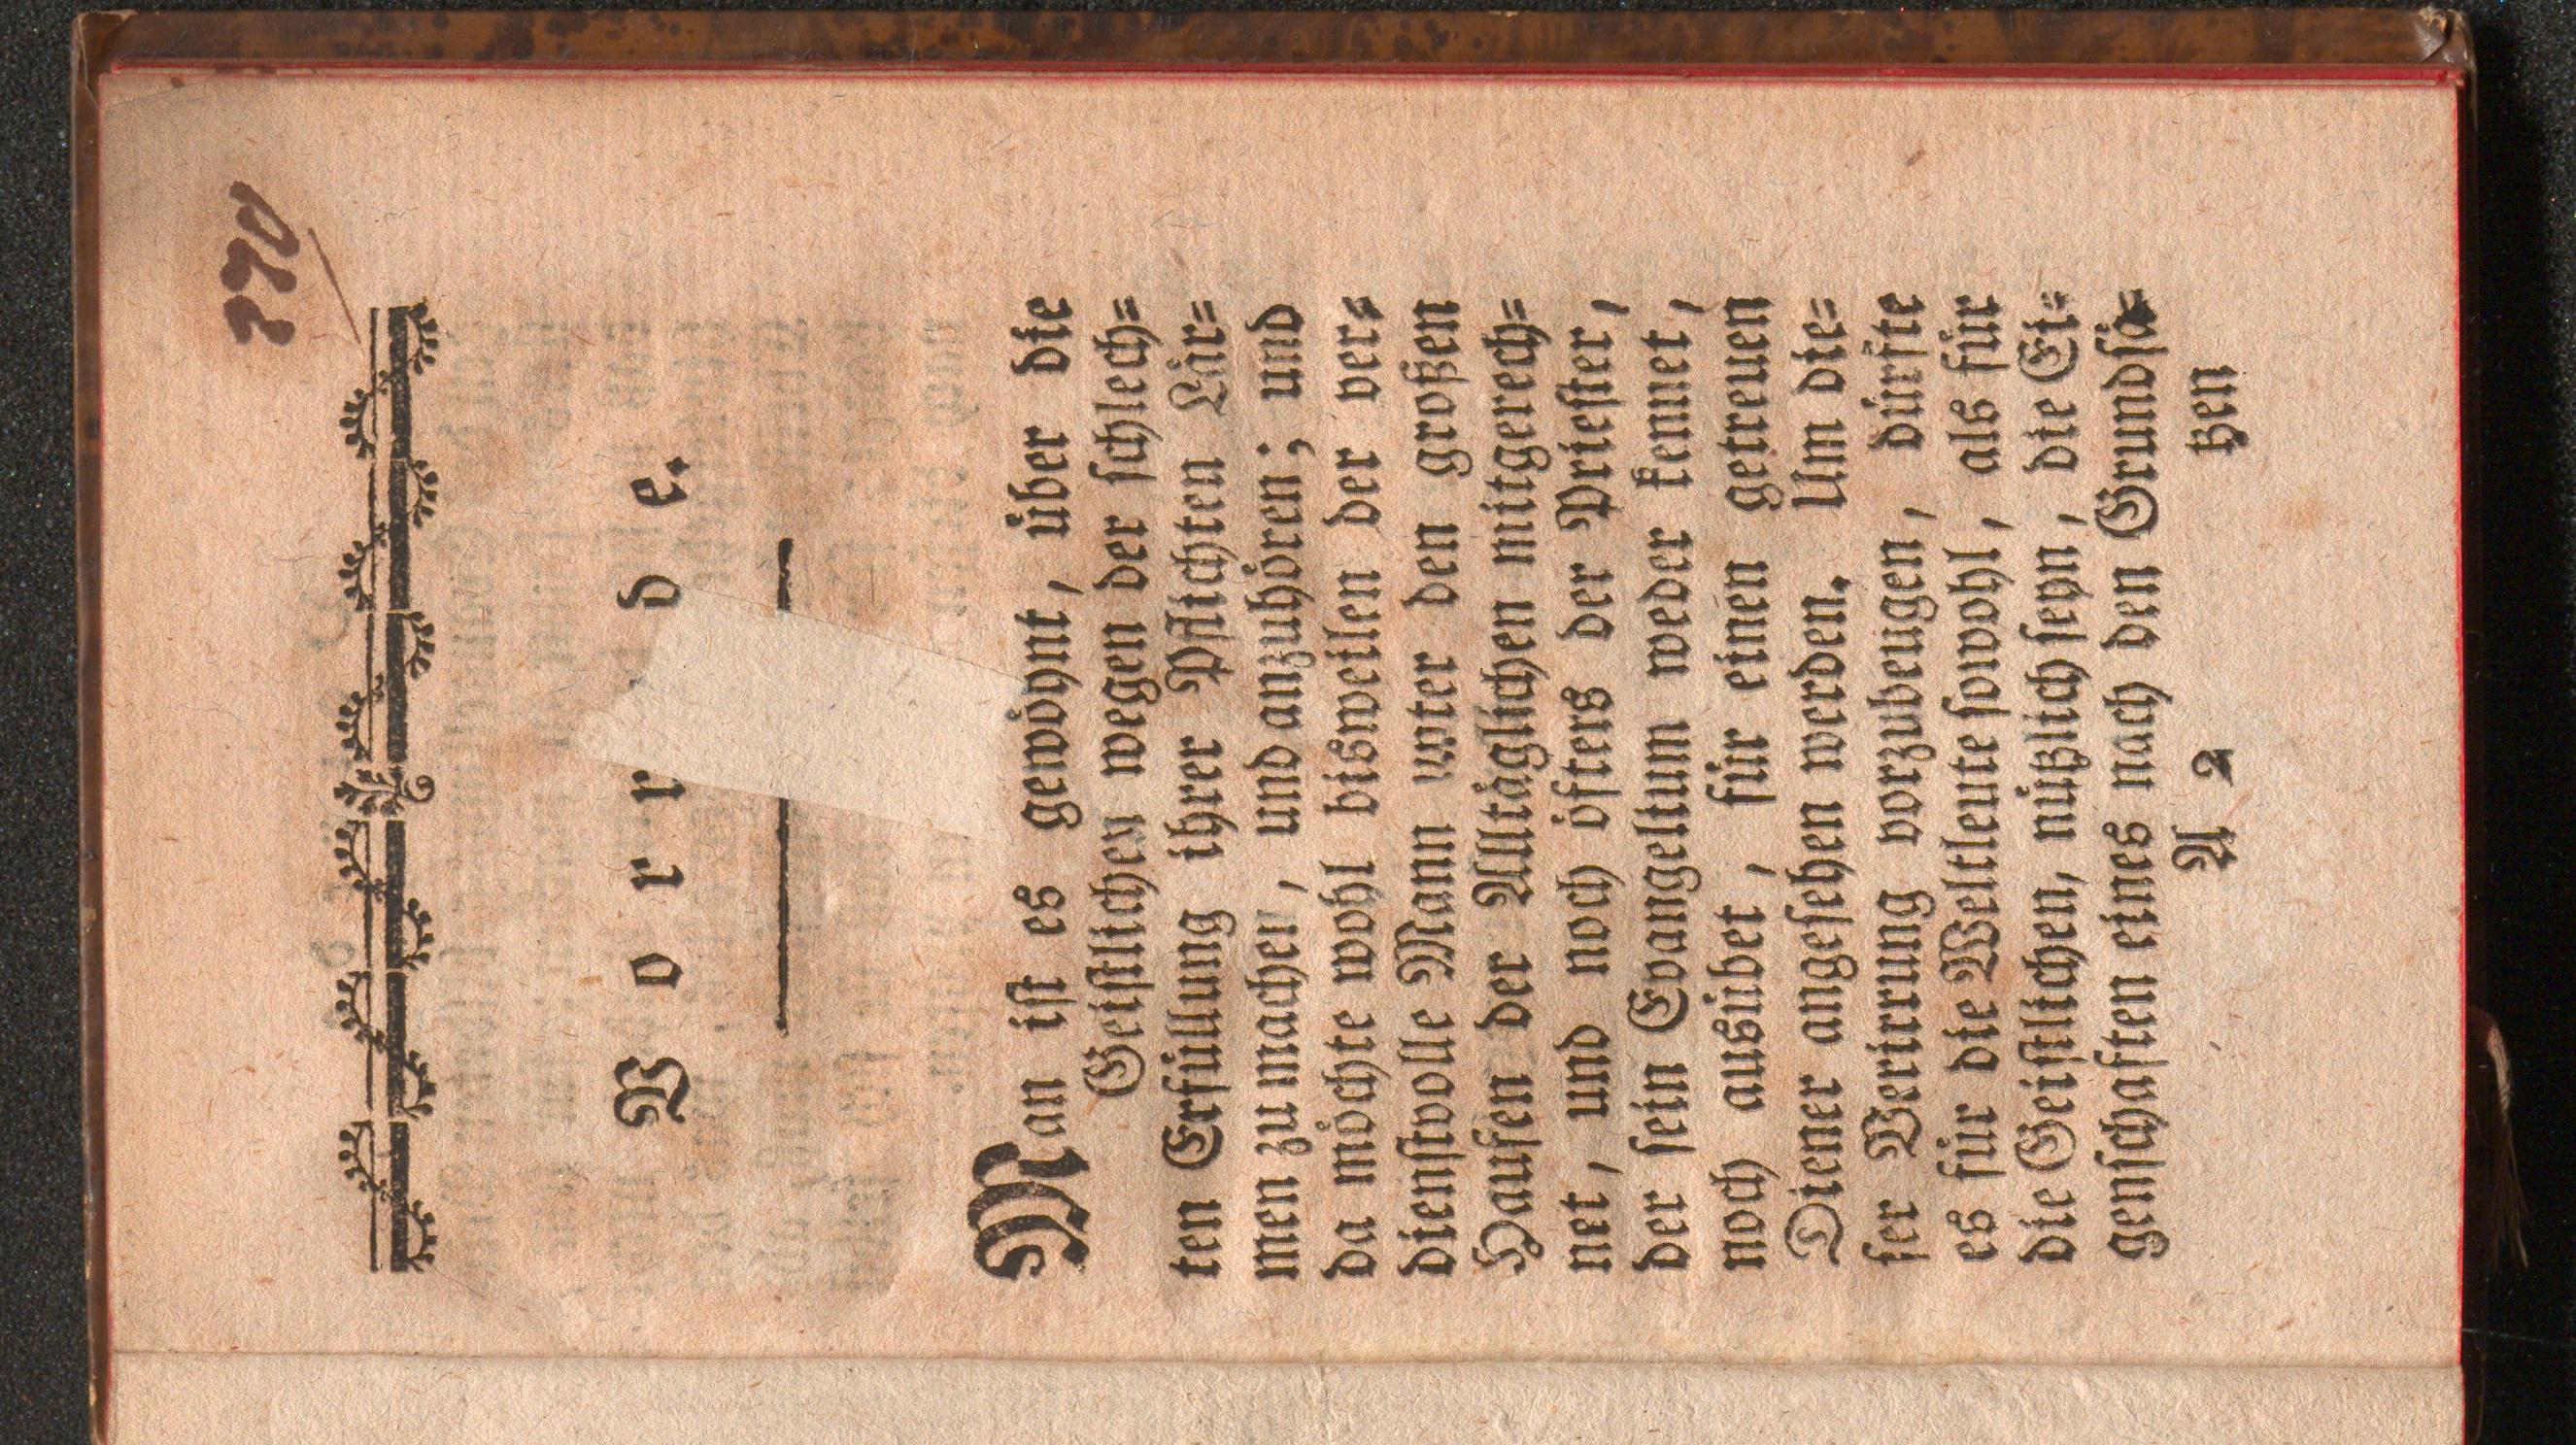 770
Vorrede.
Man ist es gewöhnt, über die
Geistlichen wegen der schlech=
ten Erfüllung ihrer Pflichten Lär=
men zu machen, und anzuhören; und
da möchte wohl bisweilen der ver=
dienstvolle Mann unter den großen
Haufen der Alltäglichen mitgerech=
net, und noch öfters der Priester,
der sein Evangelium weder kennet,
noch ausübet, für einen getreuen
Diener angesehen werden. Um die=
ser Verirrung vorzubeugen, dürfte
es für die Weltleute sowohl, als für
die Geistlichen, nützlich seyn, die Ei=
genschaften eines nach den Grundsä=
A 2
tzen